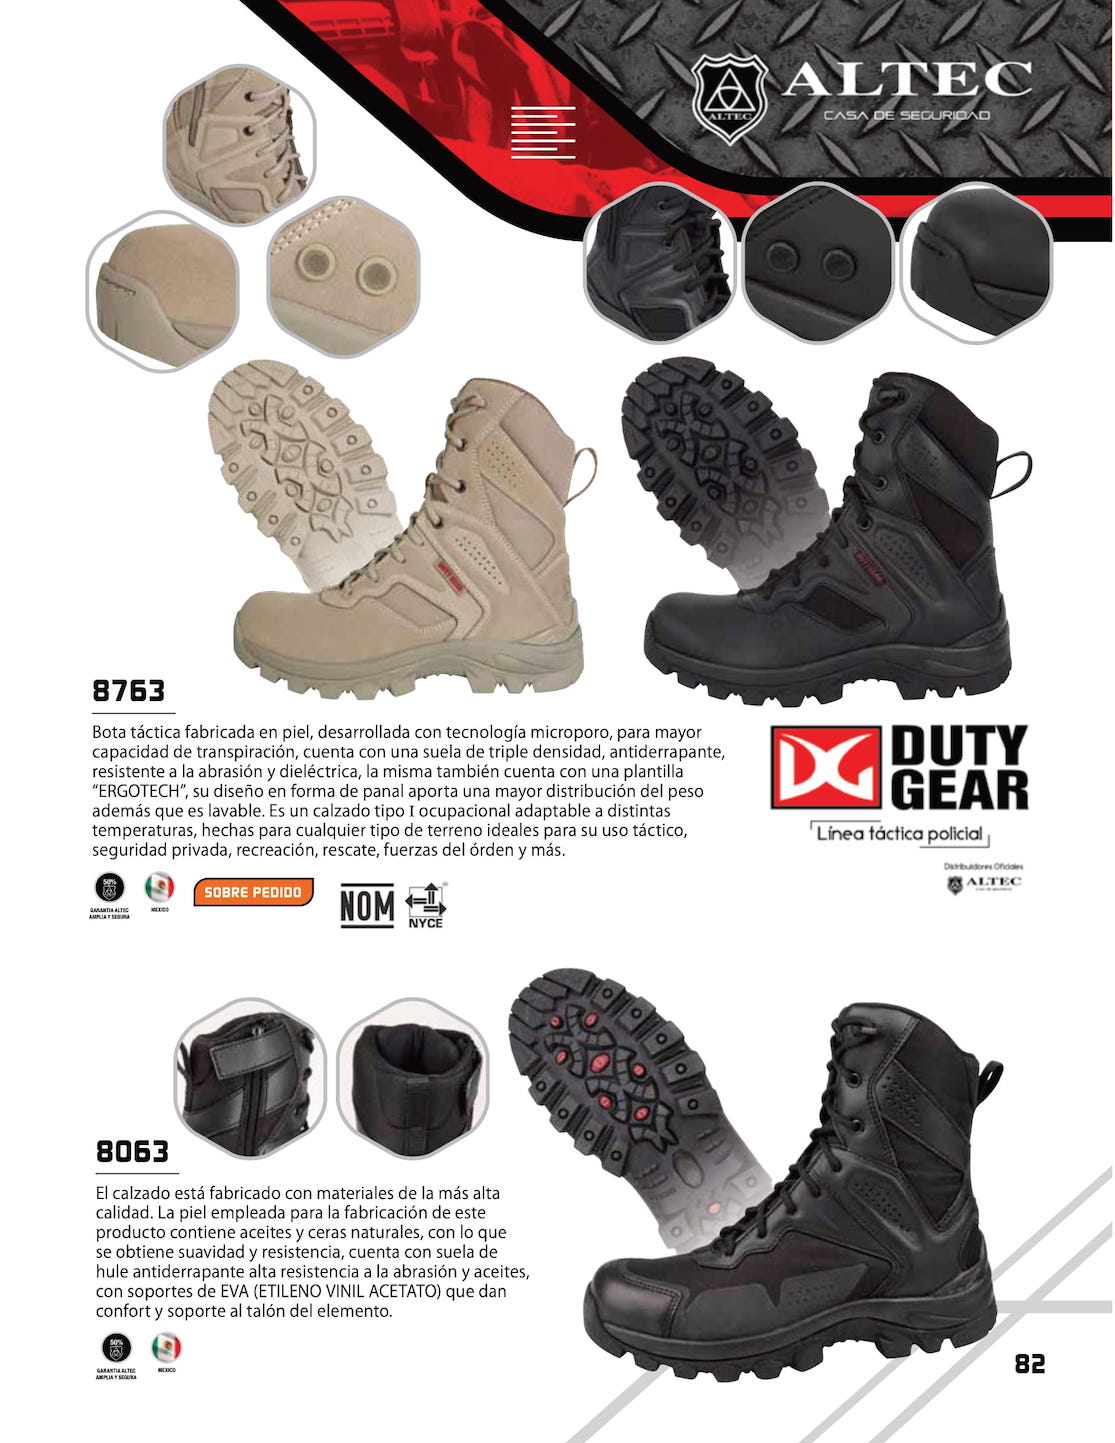 ALTEC
ALTEC
CASA DE SEGURIDAD
DUTY GEAR
DUTY GEAR
8763
Bota táctica fabricada en piel, desarrollada con tecnología microporo, para mayor
capacidad de transpiración, cuenta con una suela de triple densidad, antiderrapante,
resistente a la abrasión y dieléctrica, la misma también cuenta con una plantilla
“ERGOTECH”, su diseño en forma de panal aporta una mayor distribución del peso
además que es lavable. Es un calzado tipo I ocupacional adaptable a distintas
temperaturas, hechas para cualquier tipo de terreno ideales para su uso táctico,
seguridad privada, recreación, rescate, fuerzas del órden y más.
DUTY
GEAR
Línea táctica policial
Distribuidores Oficiales
ALTEC
CASA DE SEGURIDAD
50%
GARANTIA ALTEC
AMPLIA Y SEGURA
MEXICO
SOBRE PEDIDO
NOM
NYCE
8063
El calzado está fabricado con materiales de la más alta
calidad. La piel empleada para la fabricación de este
producto contiene aceites y ceras naturales, con lo que
se obtiene suavidad y resistencia, cuenta con suela de
hule antiderrapante alta resistencia a la abrasión y aceites,
con soportes de EVA (ETILENO VINIL ACETATO) que dan
confort y soporte al talón del elemento.
50%
GARANTIA ALTEC
AMPLIA Y SEGURA
MEXICO
82